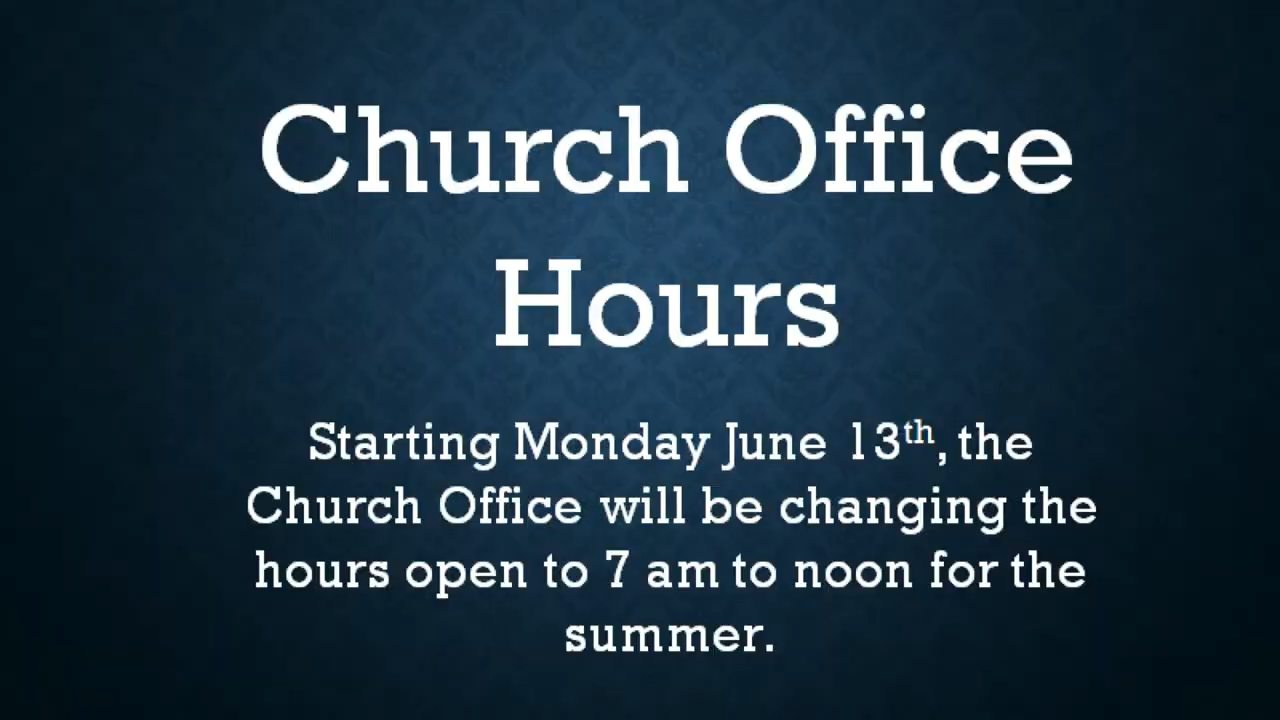 Church Office
Hours
Starting Monday June 13th, the
Church Office will be changing the
hours open to 7 am to noon for the
summer.